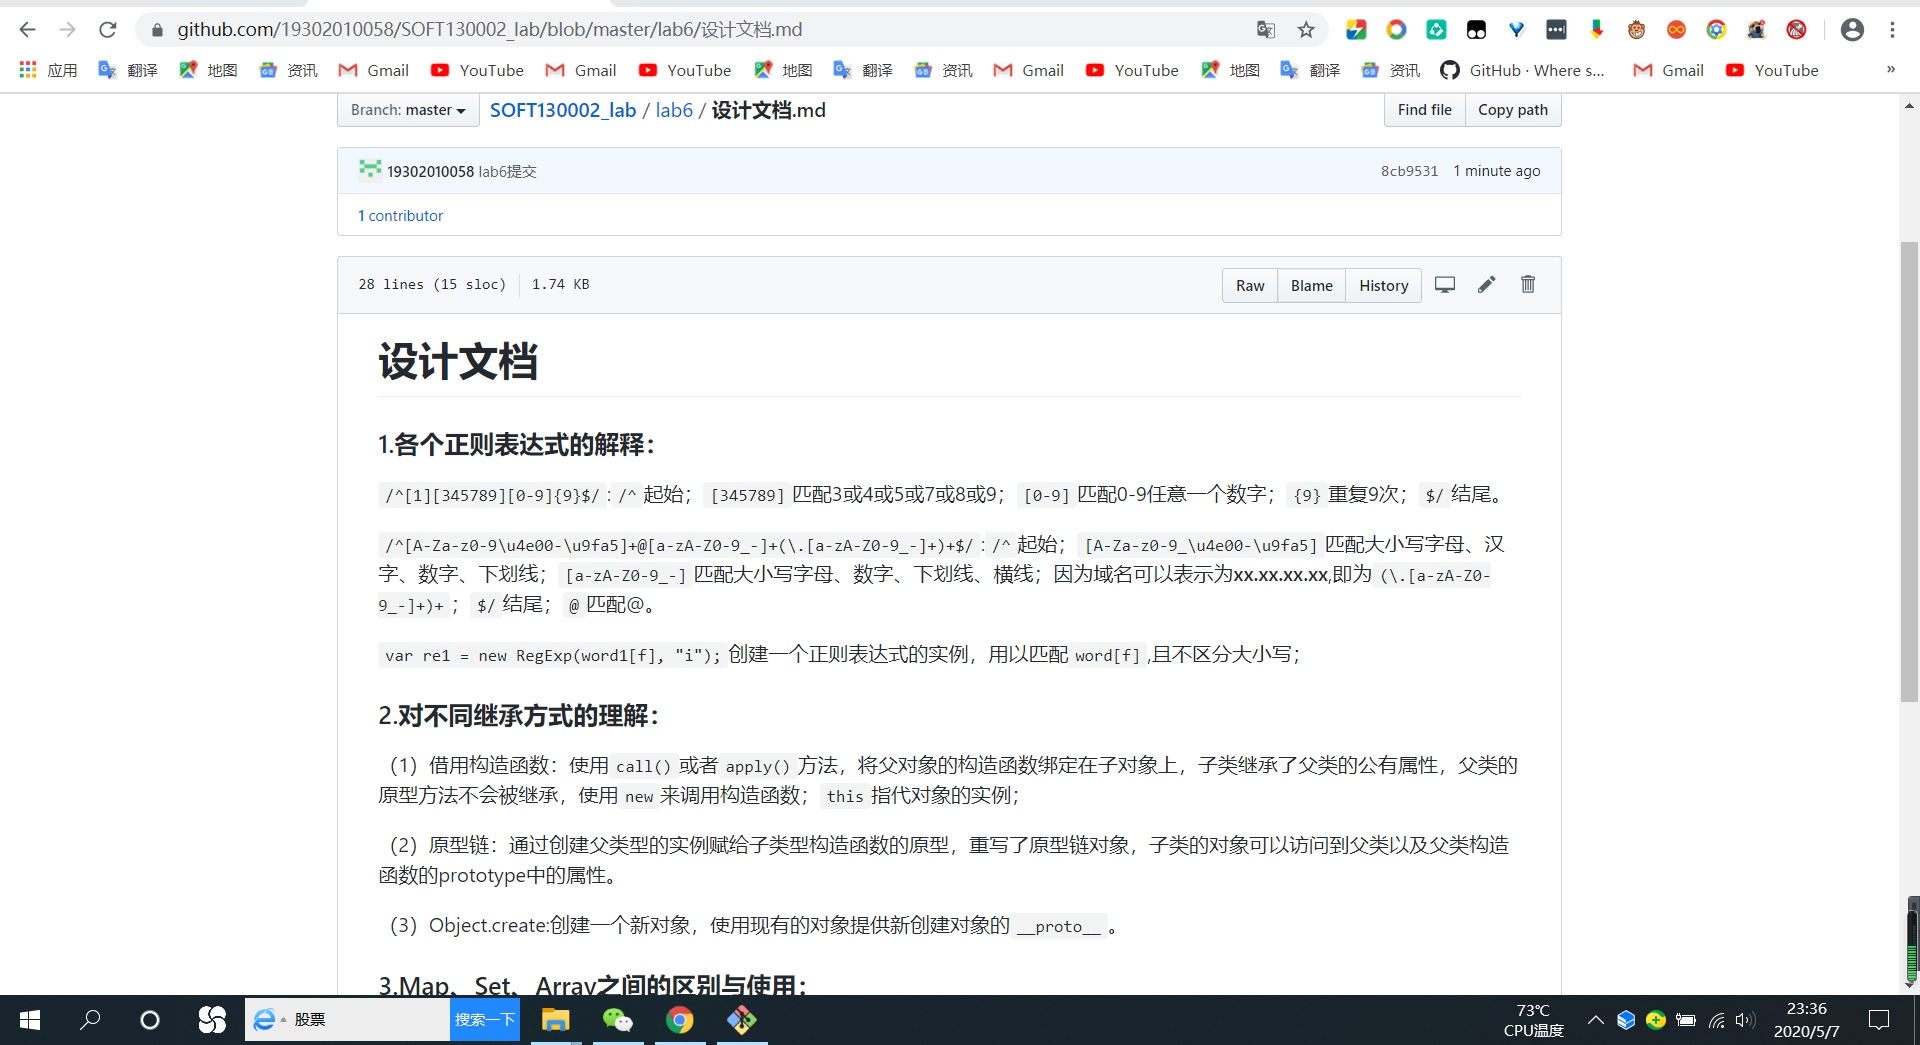 github.com/19302010058/SOFT130002_lab/blob/master/lab6/设计文档.md
应用 翻译 地图 资讯 Gmail YouTube Gmail YouTube 地图 翻译 资讯 Gmail YouTube 地图 翻译 资讯 GitHub · Where s... Gmail YouTube »
Branch: master SOFT130002_lab / lab6 / 设计文档.md Find file Copy path
19302010058 lab6提交 8cb9531 1 minute ago
1 contributor
28 lines (15 sloc) 1.74 KB Raw Blame History
设计文档
1.各个正则表达式的解释：
/^[1][345789][0-9]{9}$/ : /^ 起始； [345789] 匹配3或4或5或7或8或9； [0-9] 匹配0-9任意一个数字； {9} 重复9次； $/ 结尾。
/^[A-Za-z0-9\u4e00-\u9fa5]+@[a-zA-Z0-9_-]+(\.[a-zA-Z0-9_-]+)+$/ : /^ 起始； [A-Za-z0-9_\u4e00-\u9fa5] 匹配大小写字母、汉
字、数字、下划线； [a-zA-Z0-9_-] 匹配大小写字母、数字、下划线、横线；因为域名可以表示为xx.xx.xx.xx,即为 (\.[a-zA-Z0-
9_-]+)+ ； $/ 结尾； @ 匹配@。
var re1 = new RegExp(word1[f], "i"); 创建一个正则表达式的实例，用以匹配 word[f] ,且不区分大小写；
2.对不同继承方式的理解：
（1）借用构造函数：使用 call() 或者 apply() 方法，将父对象的构造函数绑定在子对象上，子类继承了父类的公有属性，父类的
原型方法不会被继承，使用 new 来调用构造函数； this 指代对象的实例；
（2）原型链：通过创建父类型的实例赋给子类型构造函数的原型，重写了原型链对象，子类的对象可以访问到父类以及父类构造
函数的prototype中的属性。
（3）Object.create:创建一个新对象，使用现有的对象提供新创建对象的 __proto__ 。
3.Map、Set、Array之间的区别与使用：
股票 搜索一下
73℃
CPU温度
23:36
2020/5/7